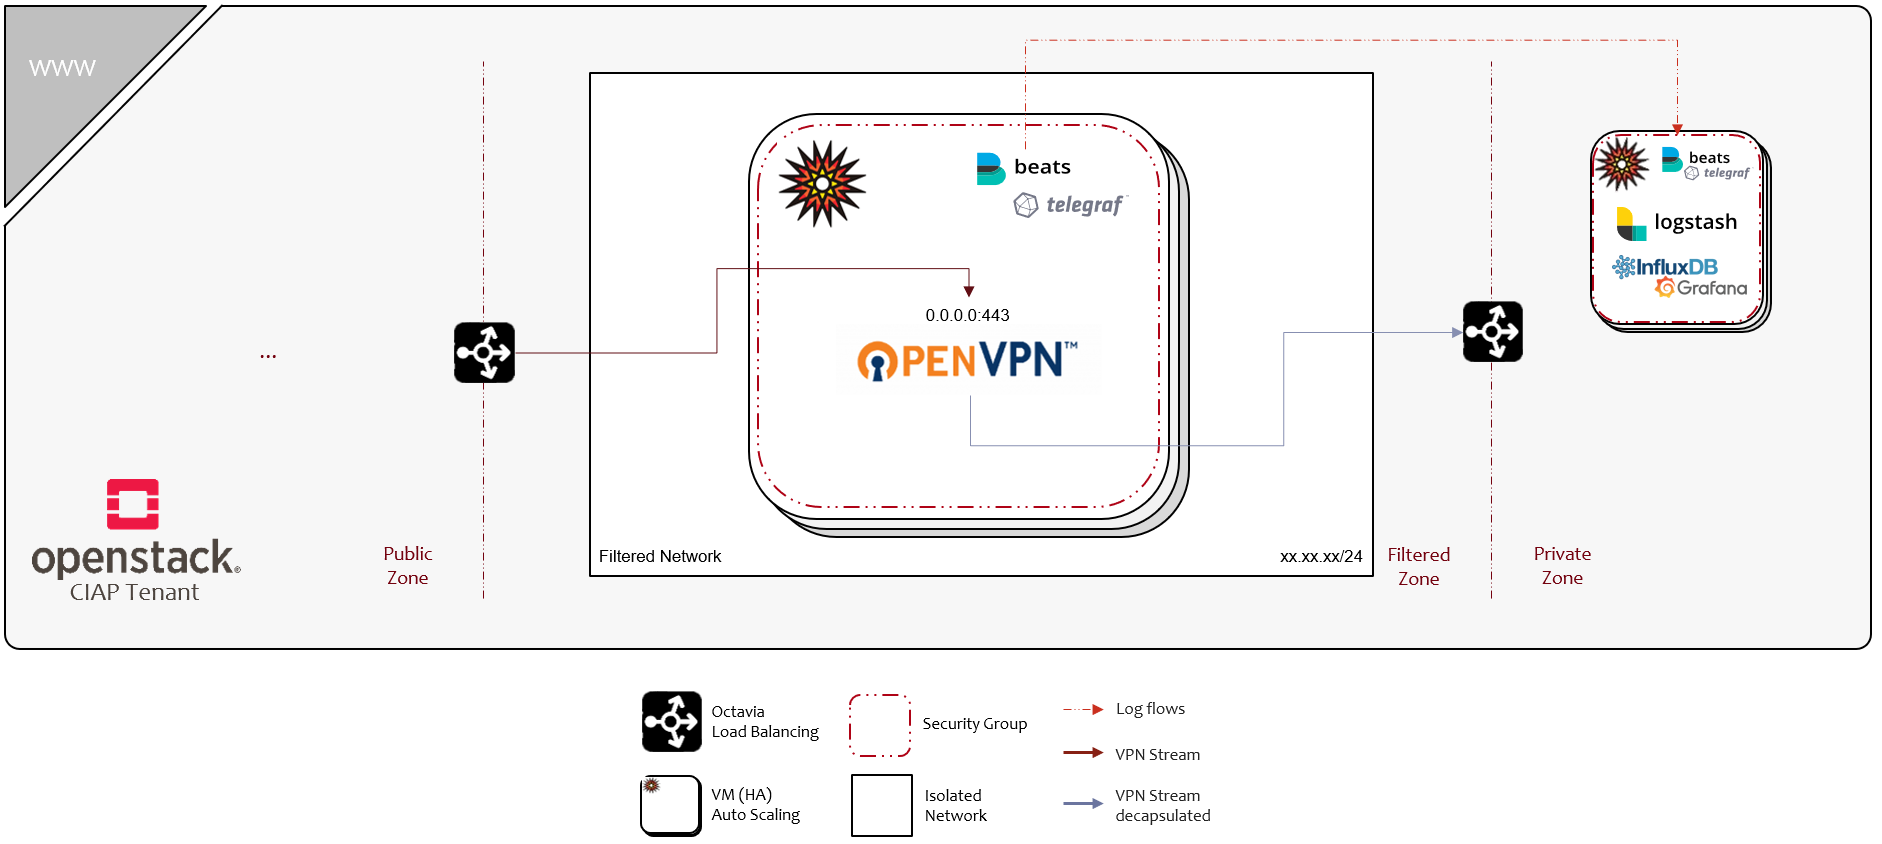 WWW
beats
telegraf
0.0.0.0:443
OPENVPN™
...
beats
telegraf
logstash
InfluxDB
Grafana
openstack®
CIAP Tenant
Public
Zone
Filtered Network
xx.xx.xx/24
Filtered
Zone
Private
Zone
Octavia
Load Balancing
Security Group
Log flows
VPN Stream
VM (HA)
Auto Scaling
Isolated
Network
VPN Stream
decapsulated